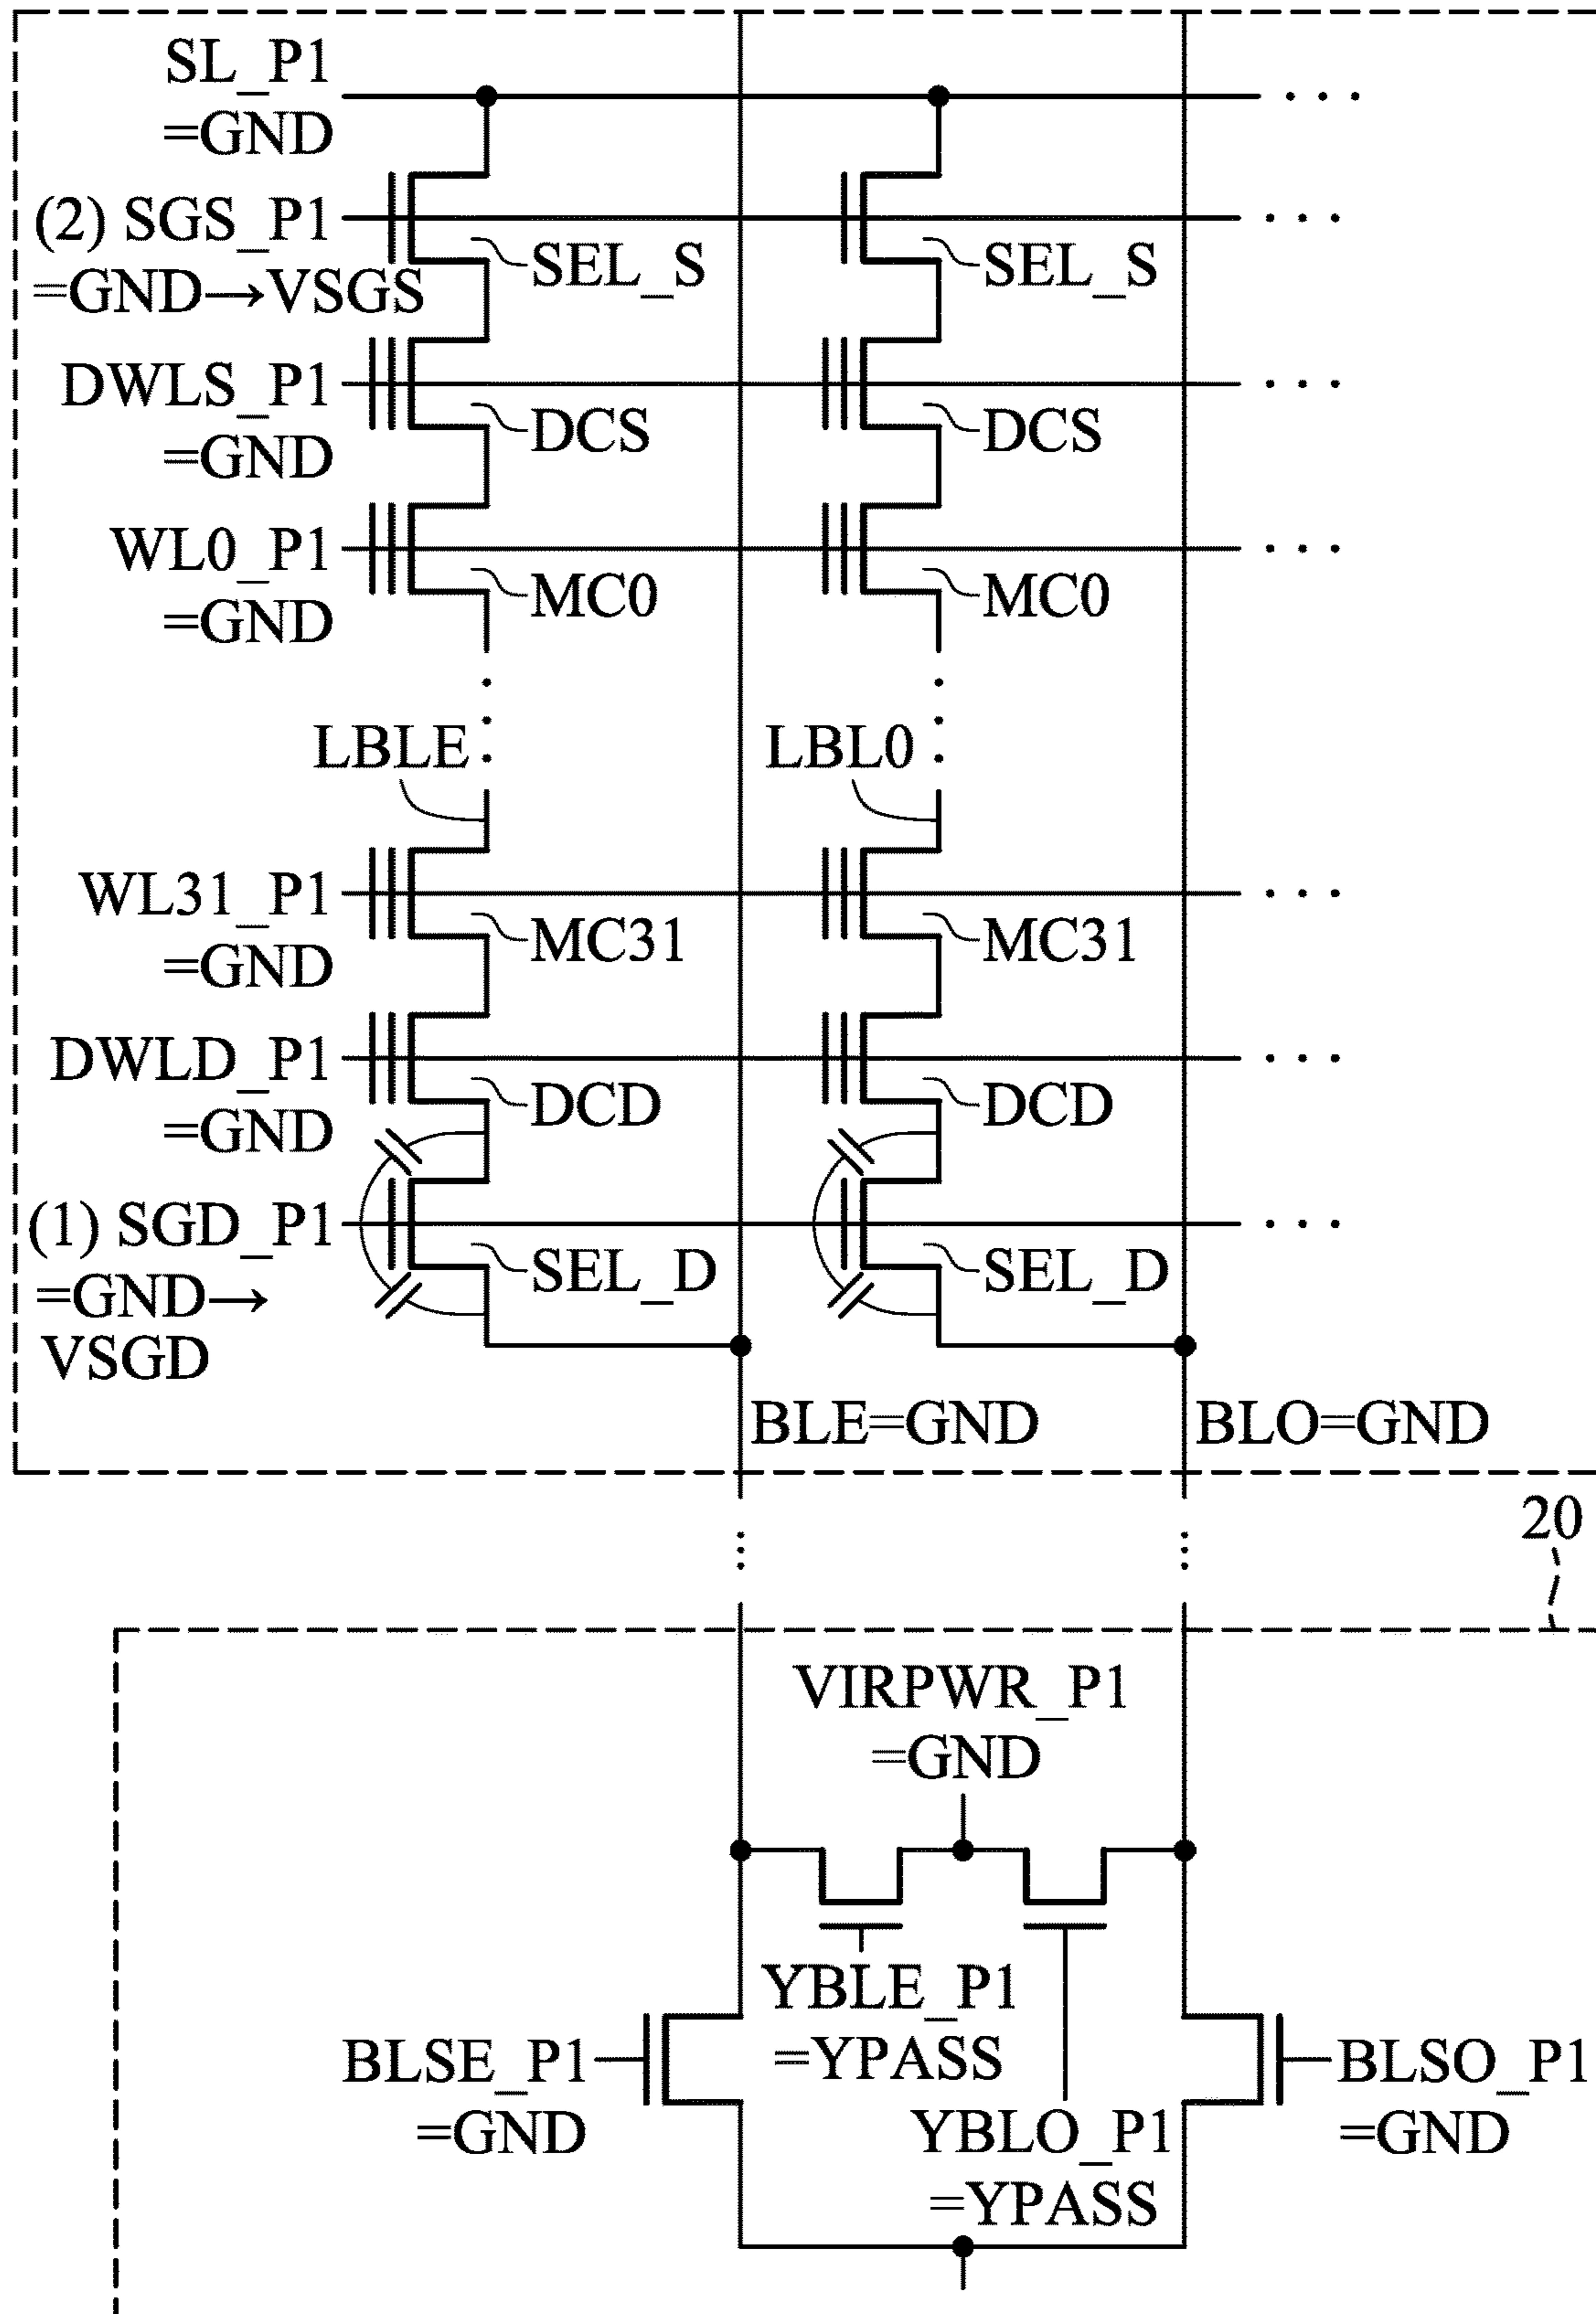 SL_P1
=GND
(2) SGS_P1
=GND→VSGS
SEL_S
SEL_S
DWLS_P1
=GND
DCS
DCS
WL0_P1
=GND
MC0
MC0
LBLE
LBL0
WL31_P1
=GND
MC31
MC31
DWLD_P1
=GND
DCD
DCD
(1) SGD_P1
=GND→
VSGD
SEL_D
SEL_D
BLE=GND
BLO=GND
20
VIRPWR_P1
=GND
YBLE_P1
=YPASS
BLSE_P1
=GND
BLSO_P1
=GND
YBLO_P1
=YPASS